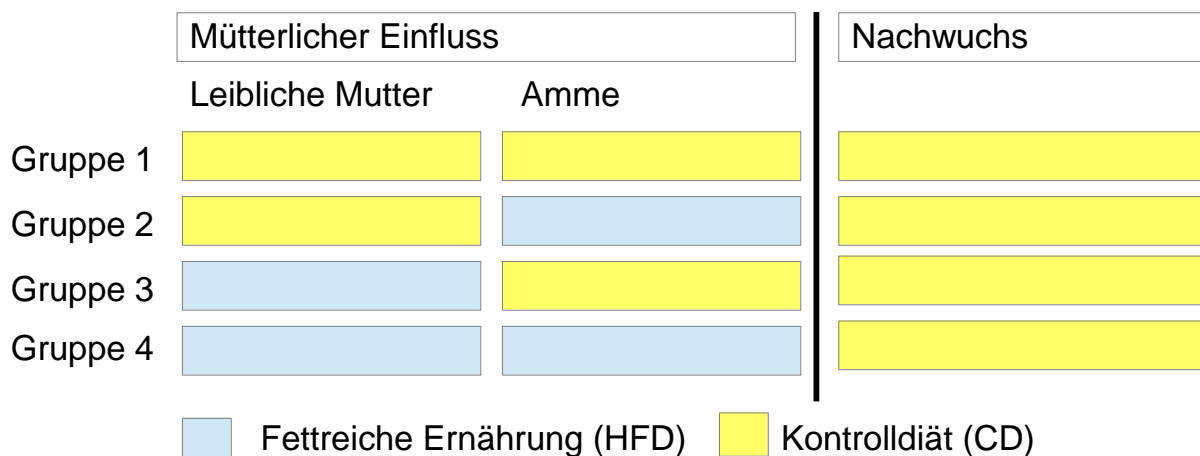 Mütterlicher Einfluss
Nachwuchs
Leibliche Mutter
Amme
Gruppe 1
Gruppe 2
Gruppe 3
Gruppe 4
Fettreiche Ernährung (HFD)
Kontrolldiät (CD)